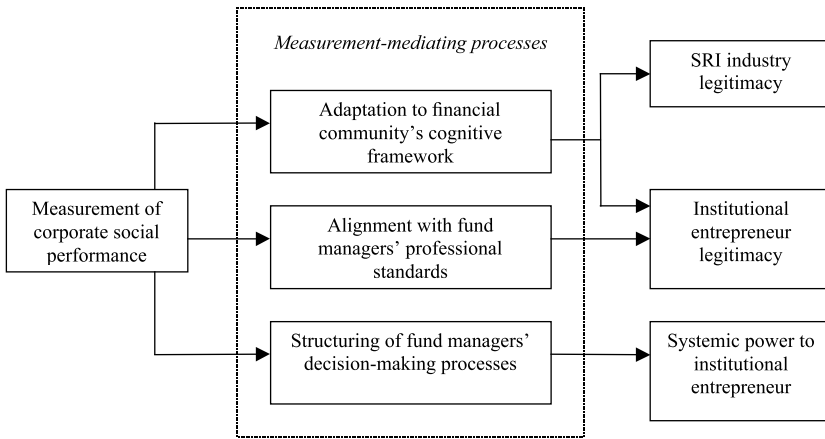 Measurement-mediating processes
SRI industry
legitimacy
Adaptation to financial
community's cognitive
framework
Measurement of
corporate social
performance
Alignment with fund
managers' professional
standards
Institutional
entrepreneur
legitimacy
Structuring of fund managers'
decision-making processes
Systemic power to
institutional
entrepreneur